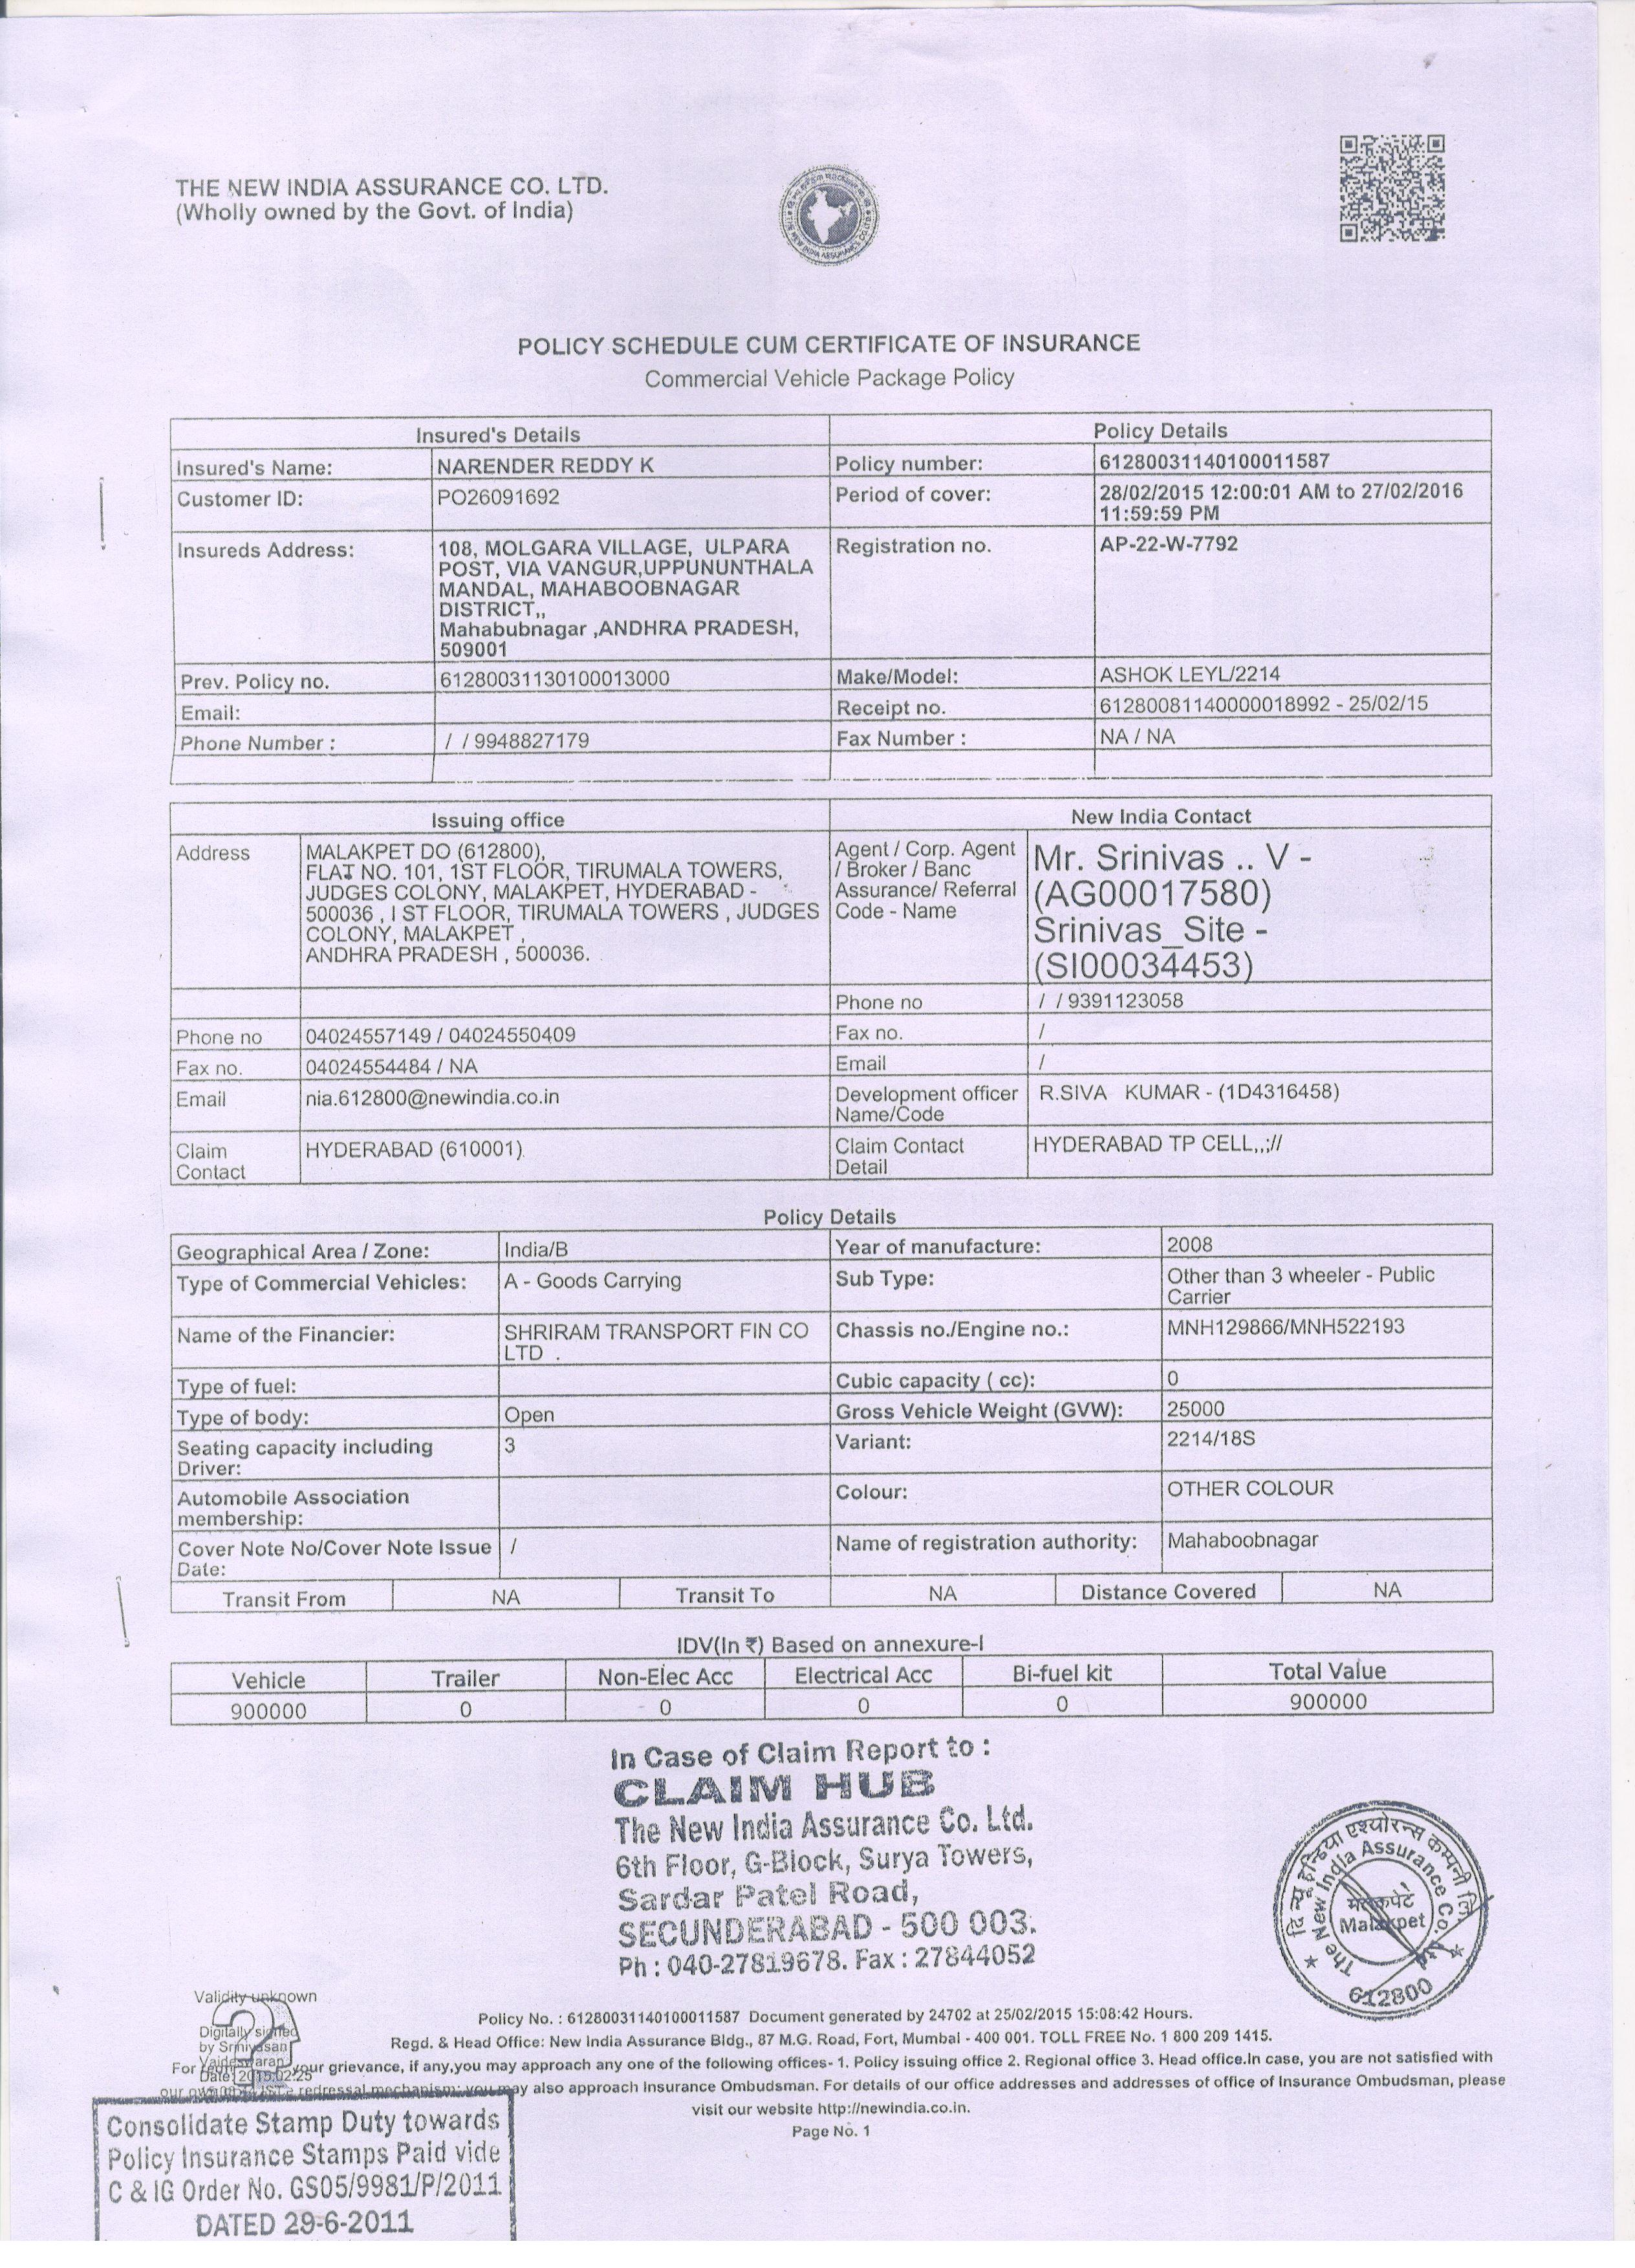 THE NEW INDIA ASSURANCE CO. LTD.
(Wholly owned by the Govt. of India)
POLICY SCHEDULE CUM CERTIFICATE OF INSURANCE
Commercial Vehicle Package Policy
Insured's Details Policy Details
Insured's Name: NARENDER REDDY K Policy number: 61280031140100011587
Customer ID: PO26091692 Period of cover: 28/02/2015 12:00:01 AM to 27/02/2016
11:59:59 PM
Insureds Address: 108, MOLGARA VILLAGE, ULPARA Registration no. AP-22-W-7792
POST, VIA VANGUR,UPPUNUNTHALA
MANDAL, MAHABOOBNAGAR
DISTRICT,,
Mahabubnagar ,ANDHRA PRADESH,
509001
Prev. Policy no. 61280031130100013000 Make/Model: ASHOK LEYL/2214
Email: Receipt no. 61280081140000018992 - 25/02/15
Phone Number : / / 9948827179 Fax Number : NA / NA
Issuing office New India Contact
Address MALAKPET DO (612800),
FLAT NO. 101, 1ST FLOOR, TIRUMALA TOWERS,
JUDGES COLONY, MALAKPET, HYDERABAD -
500036 , I ST FLOOR, TIRUMALA TOWERS , JUDGES
COLONY, MALAKPET ,
ANDHRA PRADESH , 500036.
Agent / Corp. Agent
/ Broker / Banc
Assurance/ Referral
Code - Name
Mr. Srinivas .. V -
(AG00017580)
Srinivas_Site -
(SI00034453)
Phone no / / 9391123058
Phone no 04024557149 / 04024550409 Fax no. /
Fax no. 04024554484 / NA Email /
Email nia.612800@newindia.co.in Development officer R.SIVA KUMAR - (1D4316458)
Name/Code
Claim HYDERABAD (610001) Claim Contact HYDERABAD TP CELL,,;//
Contact Detail
Policy Details
Geographical Area / Zone: India/B Year of manufacture: 2008
Type of Commercial Vehicles: A - Goods Carrying Sub Type: Other than 3 wheeler - Public
Carrier
Name of the Financier: SHRIRAM TRANSPORT FIN CO Chassis no./Engine no.: MNH129866/MNH522193
LTD .
Type of fuel: Cubic capacity ( cc): 0
Type of body: Open Gross Vehicle Weight (GVW): 25000
Seating capacity including 3 Variant: 2214/18S
Driver:
Automobile Association Colour: OTHER COLOUR
membership:
Cover Note No/Cover Note Issue / Name of registration authority: Mahaboobnagar
Date:
Transit From NA Transit To NA Distance Covered NA
IDV(In ₹) Based on annexure-I
Vehicle Trailer Non-Elec Acc Electrical Acc Bi-fuel kit Total Value
900000 0 0 0 0 900000
In Case of Claim Report to :
CLAIM HUB
The New India Assurance Co. Ltd.
6th Floor, G-Block, Surya Towers,
Sardar Patel Road,
SECUNDERABAD - 500 003.
Ph : 040-27819678. Fax : 27844052
दि न्यू इन्डिया एश्योरन्स कम्पनी लि
The New India Assurance Co. Ltd
Malakpet
612800
Validity unknown
Digitally signed
by Srinivasan
Vaideswaran
Date: 2015.02.25
Policy No. : 61280031140100011587 Document generated by 24702 at 25/02/2015 15:08:42 Hours.
Regd. & Head Office: New India Assurance Bldg., 87 M.G. Road, Fort, Mumbai - 400 001. TOLL FREE No. 1 800 209 1415.
For your grievance, if any,you may approach any one of the following offices- 1. Policy issuing office 2. Regional office 3. Head office.In case, you are not satisfied with
our own redressal mechanism; you may also approach Insurance Ombudsman. For details of our office addresses and addresses of office of Insurance Ombudsman, please
visit our website http://newindia.co.in.
Page No. 1
Consolidate Stamp Duty towards
Policy Insurance Stamps Paid vide
C & IG Order No. GS05/9981/P/2011
DATED 29-6-2011